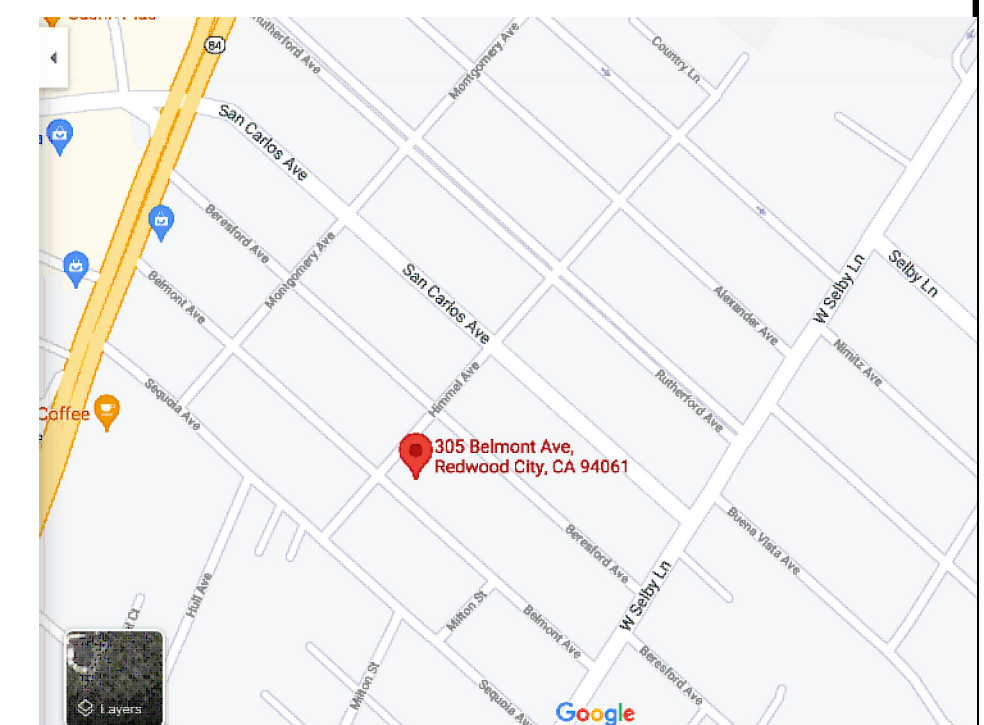 84
Rutherford Ave
Montgomery Ave
Country Ln
San Carlos Ave
Beresford Ave
Montgomery Ave
Belmont Ave
San Carlos Ave
W Selby Ln
Selby Ln
Alexander Ave
Nimitz Ave
Himmel Ave
Rutherford Ave
Sequoia Ave
Coffee
305 Belmont Ave,
Redwood City, CA 94061
Buena Vista Ave
Beresford Ave
W Selby Ln
Hull Ave
Milton St
Belmont Ave
Beresford Ave
Milton St
Sequoia Av
Layers
Google